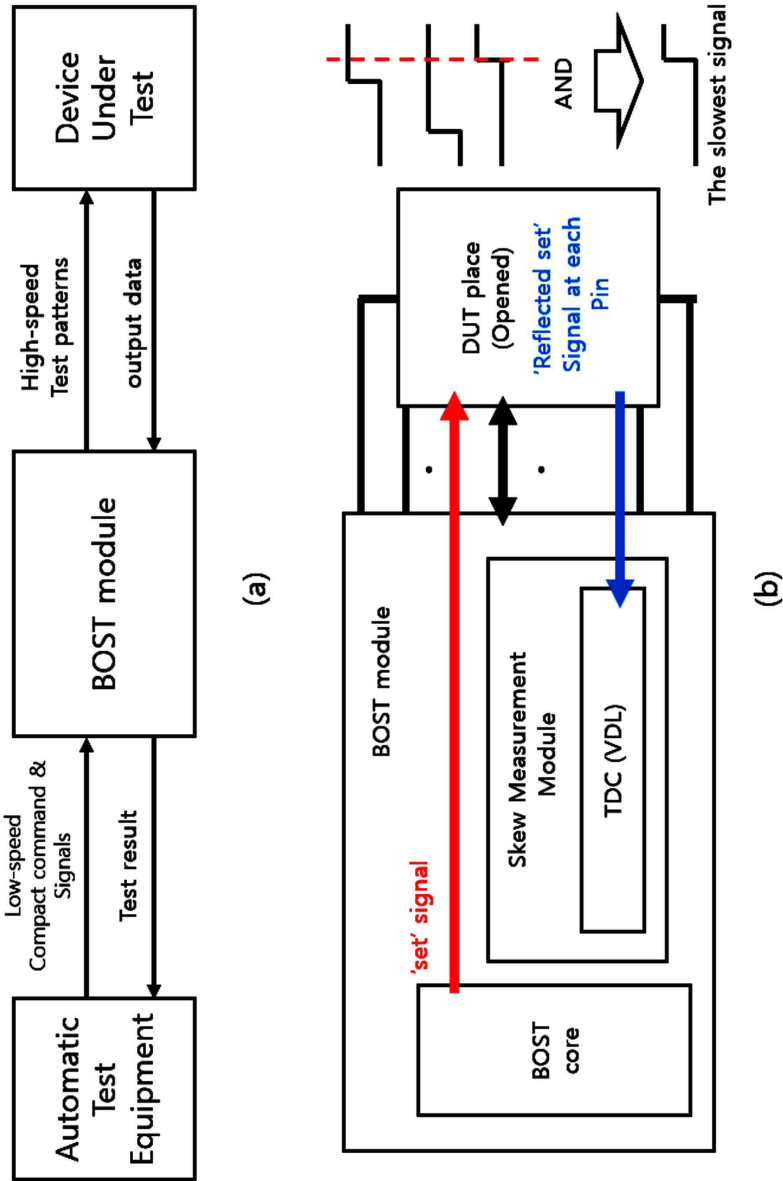 Automatic
Test
Equipment
Low-speed
Compact command &
Signals
Test result
BOST module
High-speed
Test patterns
output data
Device
Under
Test
(a)
BOST module
BOST
core
'set' signal
Skew Measurement
Module
TDC (VDL)
DUT place
(Opened)
'Reflected set'
Signal at each
Pin
AND
The slowest signal
(b)